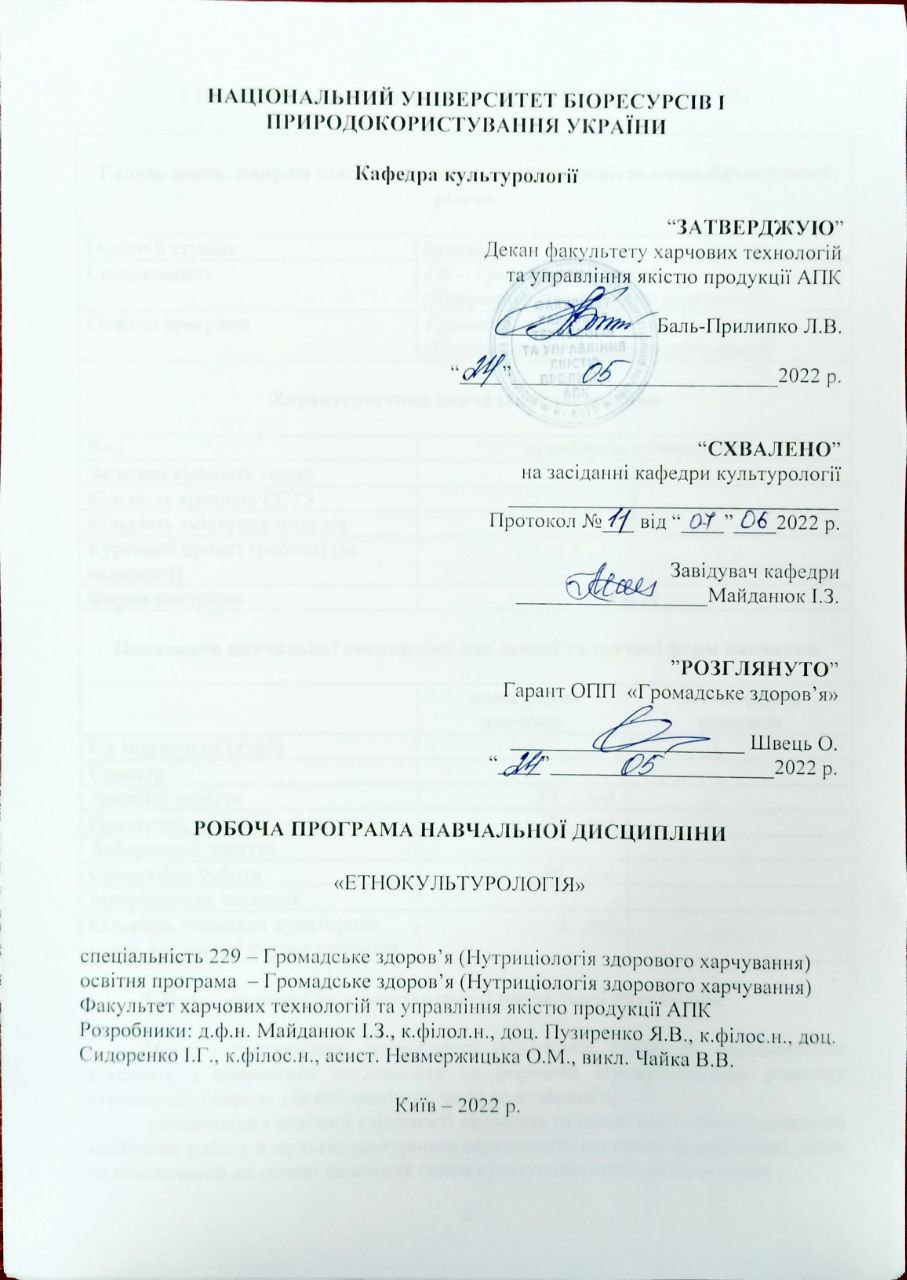 НАЦІОНАЛЬНИЙ УНІВЕРСИТЕТ БІОРЕСУРСІВ І
ПРИРОДОКОРИСТУВАННЯ УКРАЇНИ
Кафедра культурології
“ЗАТВЕРДЖУЮ”
Декан факультету харчових технологій
та управління якістю продукції АПК
Баль-Прилипко Л.В.
ТА УПРАВЛІННЯ
ЯКІСТЮ
АПК
“24” 05 2022 р.
“СХВАЛЕНО”
на засіданні кафедри культурології
Протокол № 11 від “ 07 ” 06 2022 р.
Завідувач кафедри
Майданюк І.З.
”РОЗГЛЯНУТО”
Гарант ОПП «Громадське здоров’я»
Швець О.
“ 24” 05 2022 р.
РОБОЧА ПРОГРАМА НАВЧАЛЬНОЇ ДИСЦИПЛІНИ
«ЕТНОКУЛЬТУРОЛОГІЯ»
спеціальність 229 – Громадське здоров’я (Нутриціологія здорового харчування)
освітня програма – Громадське здоров’я (Нутриціологія здорового харчування)
Факультет харчових технологій та управління якістю продукції АПК
Розробники: д.ф.н. Майданюк І.З., к.філол.н., доц. Пузиренко Я.В., к.філос.н., доц.
Сидоренко І.Г., к.філос.н., асист. Невмержицька О.М., викл. Чайка В.В.
Київ – 2022 р.